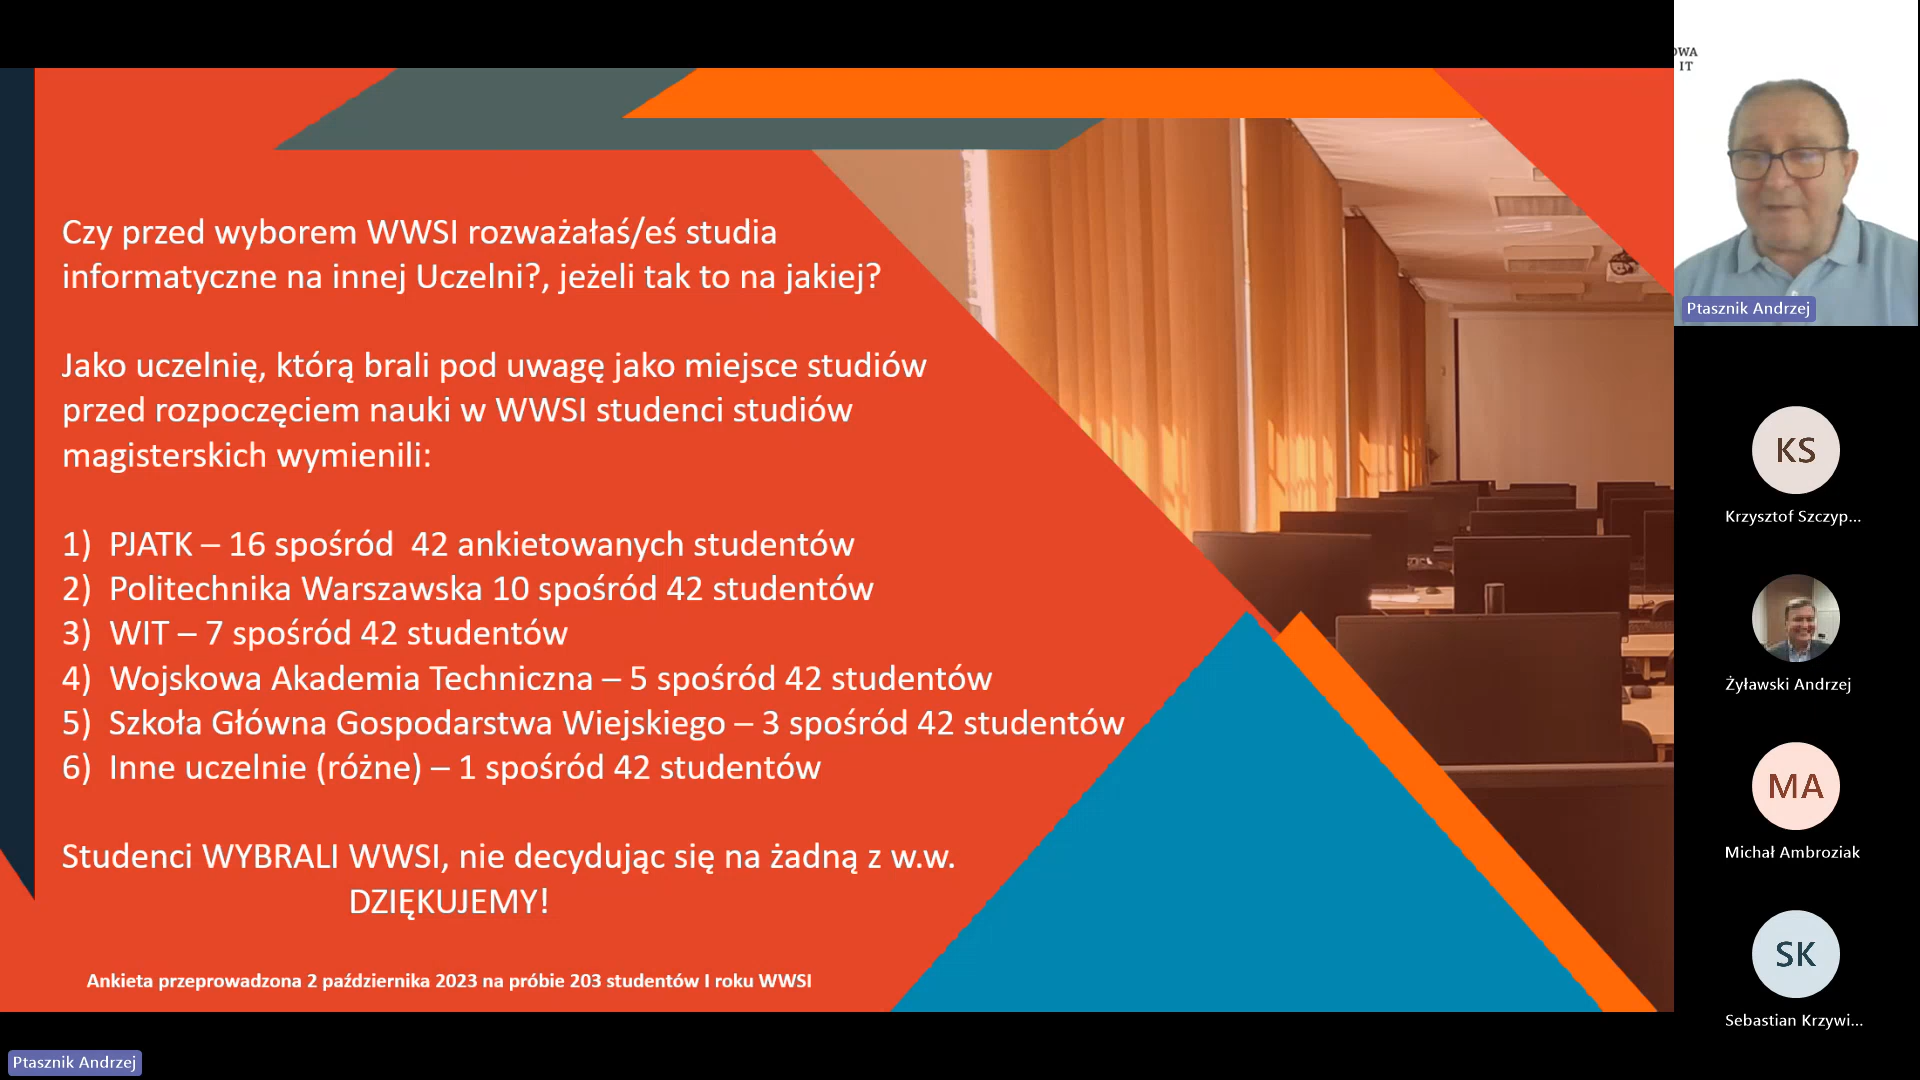 Czy przed wyborem WWSI rozważałaś/eś studia
informatyczne na innej Uczelni?, jeżeli tak to na jakiej?
Jako uczelnię, którą brali pod uwagę jako miejsce studiów
przed rozpoczęciem nauki w WWSI studenci studiów
magisterskich wymienili:
1) PJATK – 16 spośród 42 ankietowanych studentów
2) Politechnika Warszawska 10 spośród 42 studentów
3) WIT – 7 spośród 42 studentów
4) Wojskowa Akademia Techniczna – 5 spośród 42 studentów
5) Szkoła Główna Gospodarstwa Wiejskiego – 3 spośród 42 studentów
6) Inne uczelnie (różne) – 1 spośród 42 studentów
Studenci WYBRALI WWSI, nie decydując się na żadną z w.w.
DZIĘKUJEMY!
Ankieta przeprowadzona 2 października 2023 na próbie 203 studentów I roku WWSI
Ptasznik Andrzej
OWA
IT
Ptasznik Andrzej
KS
Krzysztof Szczyp...
Żyławski Andrzej
MA
Michał Ambroziak
SK
Sebastian Krzywi...